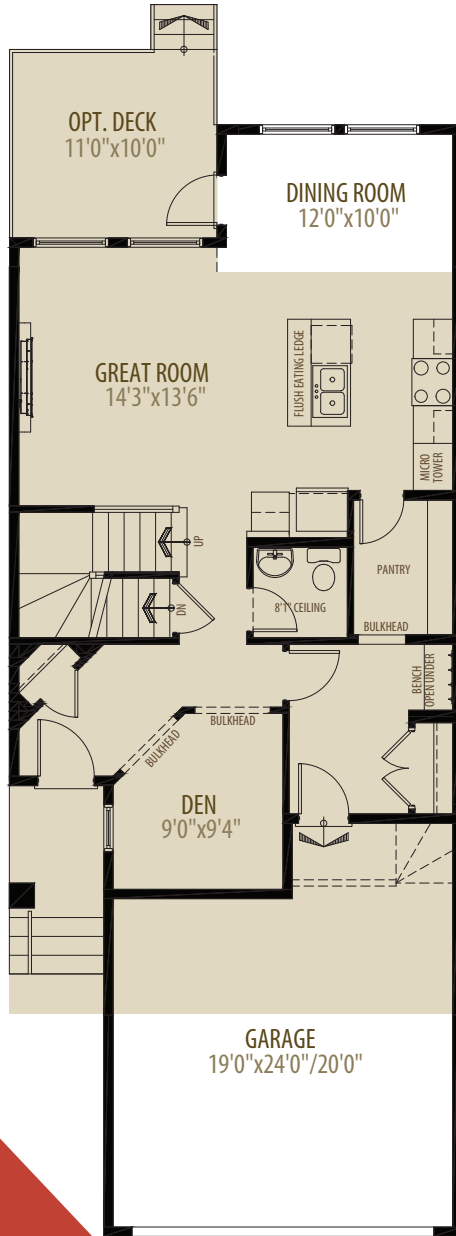 OPT. DECK
11'0"x10'0"
DINING ROOM
12'0"x10'0"
GREAT ROOM
14'3"x13'6"
FLUSH EATING LEDGE
MICRO
TOWER
UP
DN
8'1" CEILING
PANTRY
BULKHEAD
BENCH
OPEN UNDER
BULKHEAD
BULKHEAD
DEN
9'0"x9'4"
GARAGE
19'0"x24'0"/20'0"